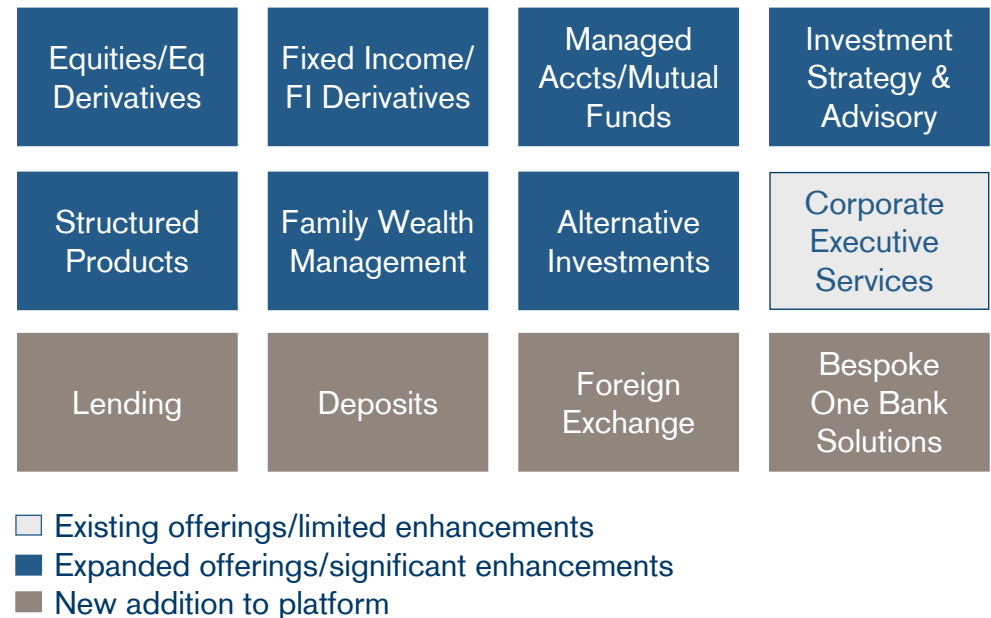 Equities/Eq
Derivatives
Fixed Income/
FI Derivatives
Managed
Accts/Mutual
Funds
Investment
Strategy &
Advisory
Structured
Products
Family Wealth
Management
Alternative
Investments
Corporate
Executive
Services
Lending
Deposits
Foreign
Exchange
Bespoke
One Bank
Solutions
Existing offerings/limited enhancements
Expanded offerings/significant enhancements
New addition to platform